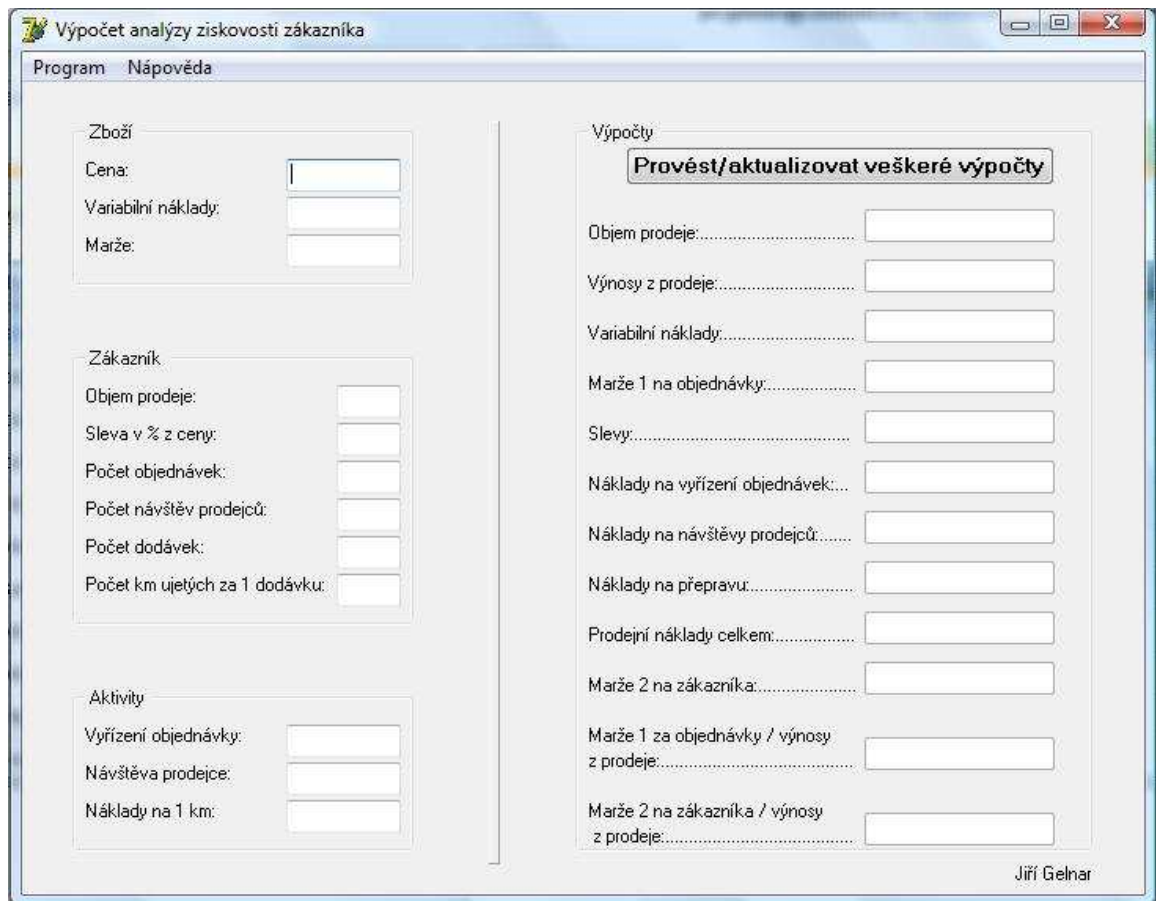 Výpočet analýzy ziskovosti zákazníka
Program Nápověda
Zboží
Cena:
Variabilní náklady:
Marže:
Zákazník
Objem prodeje:
Sleva v % z ceny:
Počet objednávek:
Počet návštěv prodejců:
Počet dodávek:
Počet km ujetých za 1 dodávku:
Aktivity
Vyřízení objednávky:
Návštěva prodejce:
Náklady na 1 km:
Výpočty
Provést/aktualizovat veškeré výpočty
Objem prodeje:...............................
Výnosy z prodeje:...........................
Variabilní náklady:..........................
Marže 1 na objednávky:..................
Slevy:...........................................
Náklady na vyřízení objednávek:...
Náklady na návštěvy prodejců:.......
Náklady na přepravu:.....................
Prodejní náklady celkem:................
Marže 2 na zákazníka:....................
Marže 1 za objednávky / výnosy
z prodeje:......................................
Marže 2 na zákazníka / výnosy
z prodeje:......................................
Jiří Gelnar